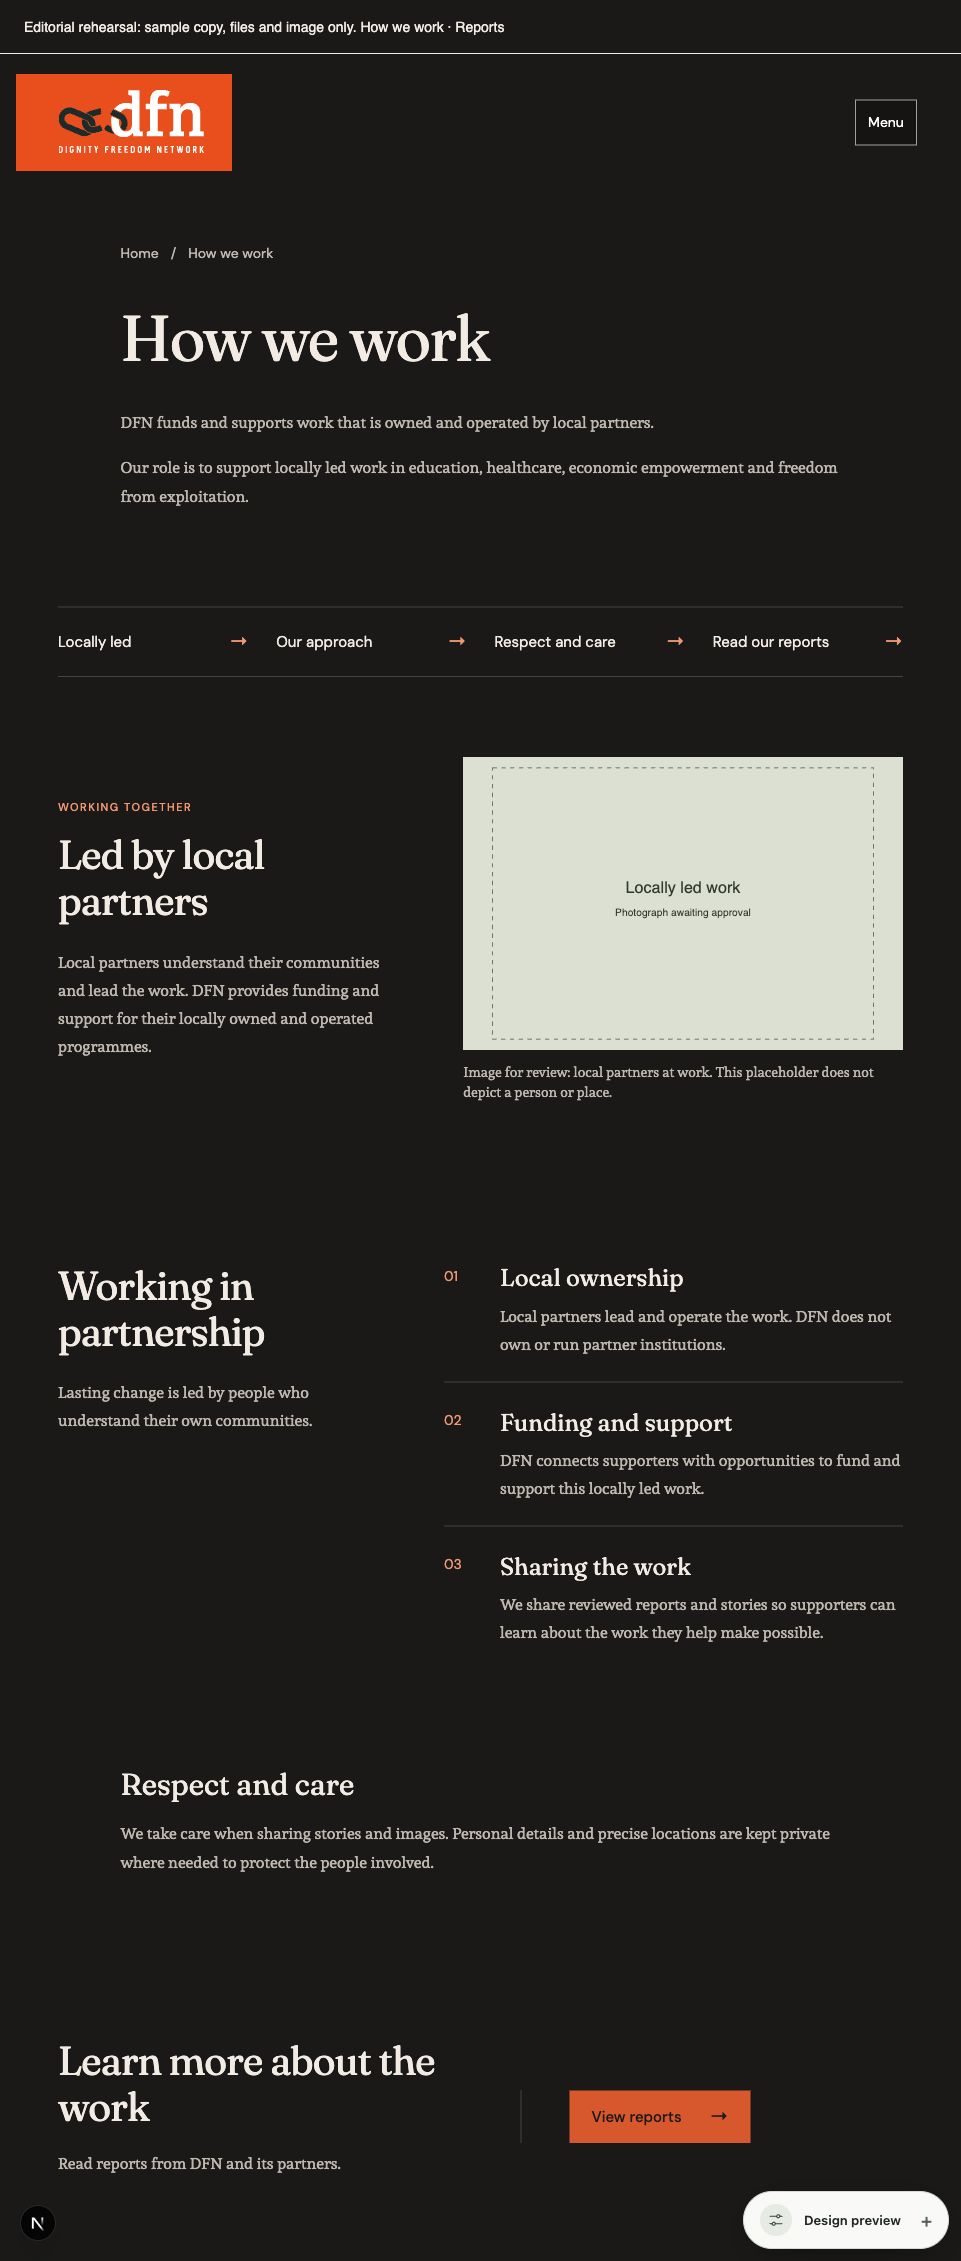 Editorial rehearsal: sample copy, files and image only. How we work · Reports
dfn
DIGNITY FREEDOM NETWORK
Menu
Home / How we work
How we work
DFN funds and supports work that is owned and operated by local partners.
Our role is to support locally led work in education, healthcare, economic empowerment and freedom
from exploitation.
Locally led → Our approach → Respect and care → Read our reports →
WORKING TOGETHER
Led by local
partners
Local partners understand their communities
and lead the work. DFN provides funding and
support for their locally owned and operated
programmes.
Locally led work
Photograph awaiting approval
Image for review: local partners at work. This placeholder does not
depict a person or place.
Working in
partnership
Lasting change is led by people who
understand their own communities.
01 Local ownership
Local partners lead and operate the work. DFN does not
own or run partner institutions.
02 Funding and support
DFN connects supporters with opportunities to fund and
support this locally led work.
03 Sharing the work
We share reviewed reports and stories so supporters can
learn about the work they help make possible.
Respect and care
We take care when sharing stories and images. Personal details and precise locations are kept private
where needed to protect the people involved.
Learn more about the
work
Read reports from DFN and its partners.
View reports →
N
Design preview +